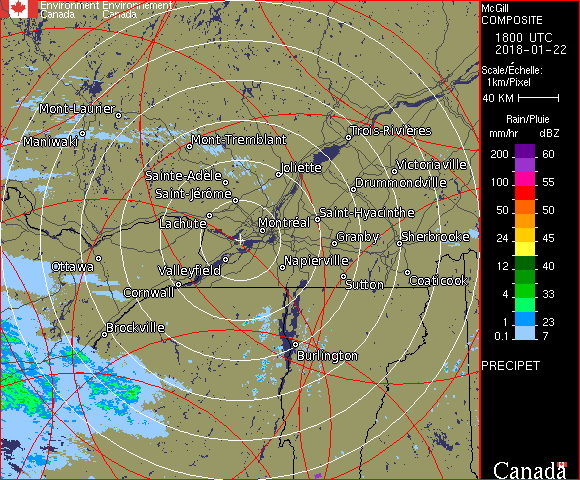 Environment Environnement
Canada Canada
McGill
COMPOSITE
1800 UTC
2018-01-22
Scale/Échelle:
1km/Pixel
40 KM
Rain/Pluie
mm/hr dBZ
200 60
100 55
50 50
24 45
12 40
4 33
1 23
0.1 7
PRECIPET
Mont-Laurier
Maniwaki
Mont-Tremblant
Trois-Rivières
Sainte-Adèle
Joliette
Victoriaville
Saint-Jérôme
Drummondville
Lachute
Montréal
Saint-Hyacinthe
Granby
Sherbrooke
Ottawa
Valleyfield
Napierville
Cornwall
Sutton
Coaticook
Brockville
Burlington
Canada